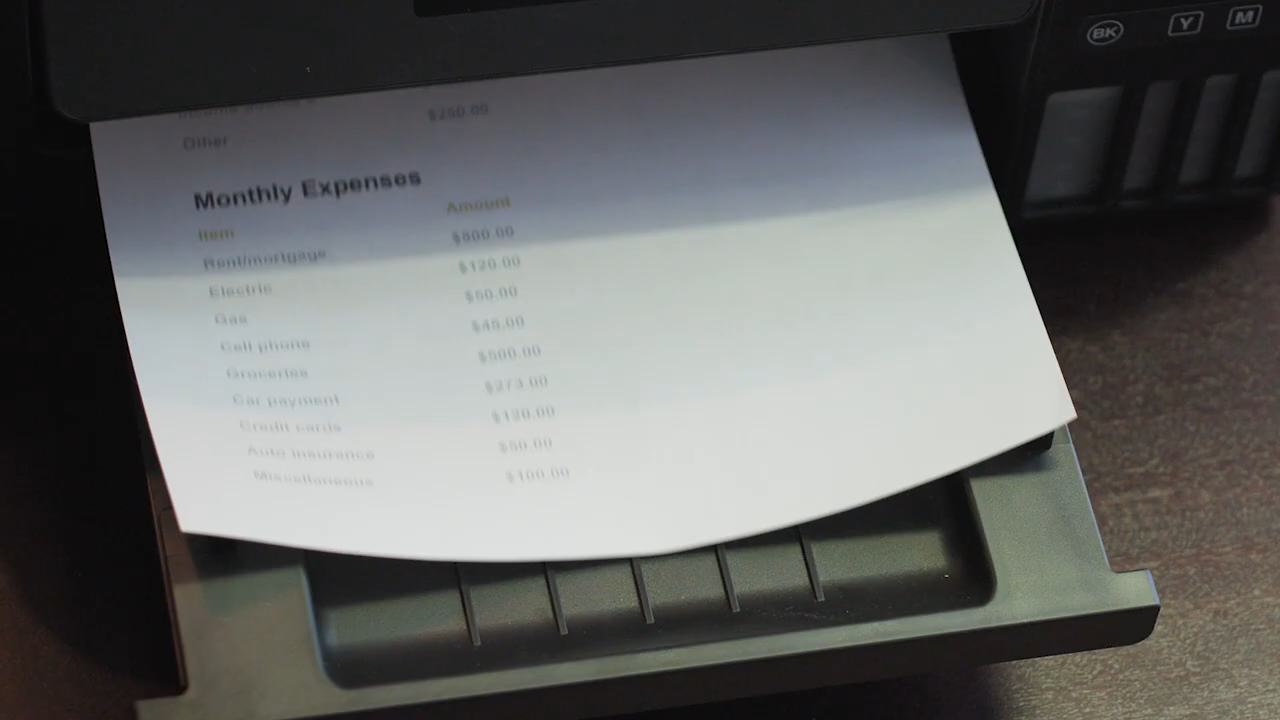 BK Y M
$250.00
Other
Monthly Expenses
Item Amount
Rent/mortgage $800.00
Electric $120.00
Gas $50.00
Cell phone $45.00
Groceries $500.00
Car payment $273.00
Credit cards $120.00
Auto insurance $50.00
Miscellaneous $100.00